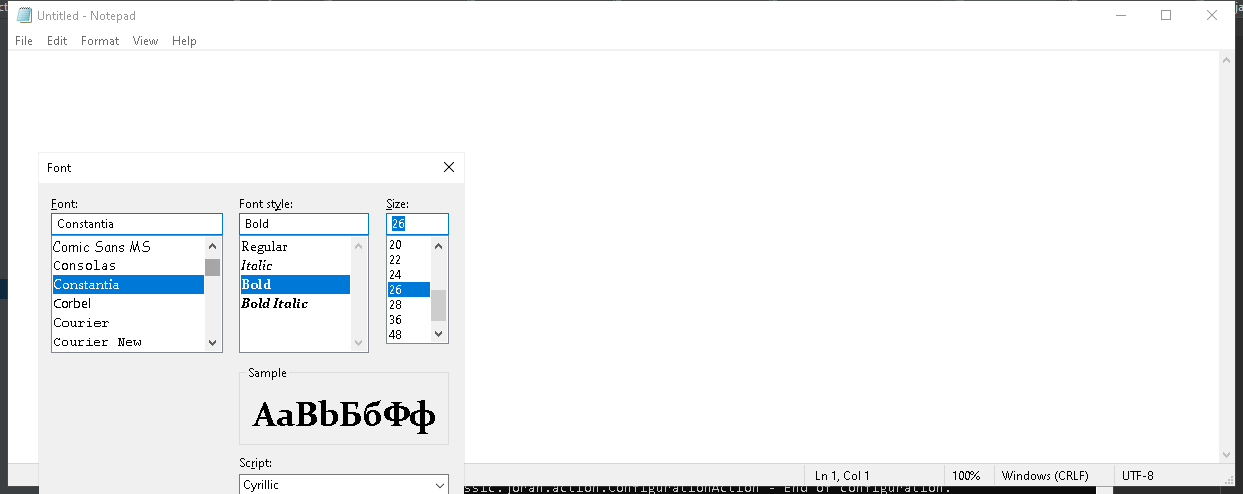 Untitled - Notepad
File Edit Format View Help
Font
Font: Font style: Size:
Constantia Bold 26
Comic Sans MS Regular 20
Consolas Italic 22
Constantia Bold 24
Corbel Bold Italic 26
Courier 28
Courier New 36
48
Sample
AaBbБбФф
Script:
Cyrillic
Ln 1, Col 1 100% Windows (CRLF) UTF-8
ssic.joran.action.ConfigurationAction - End of configuration.